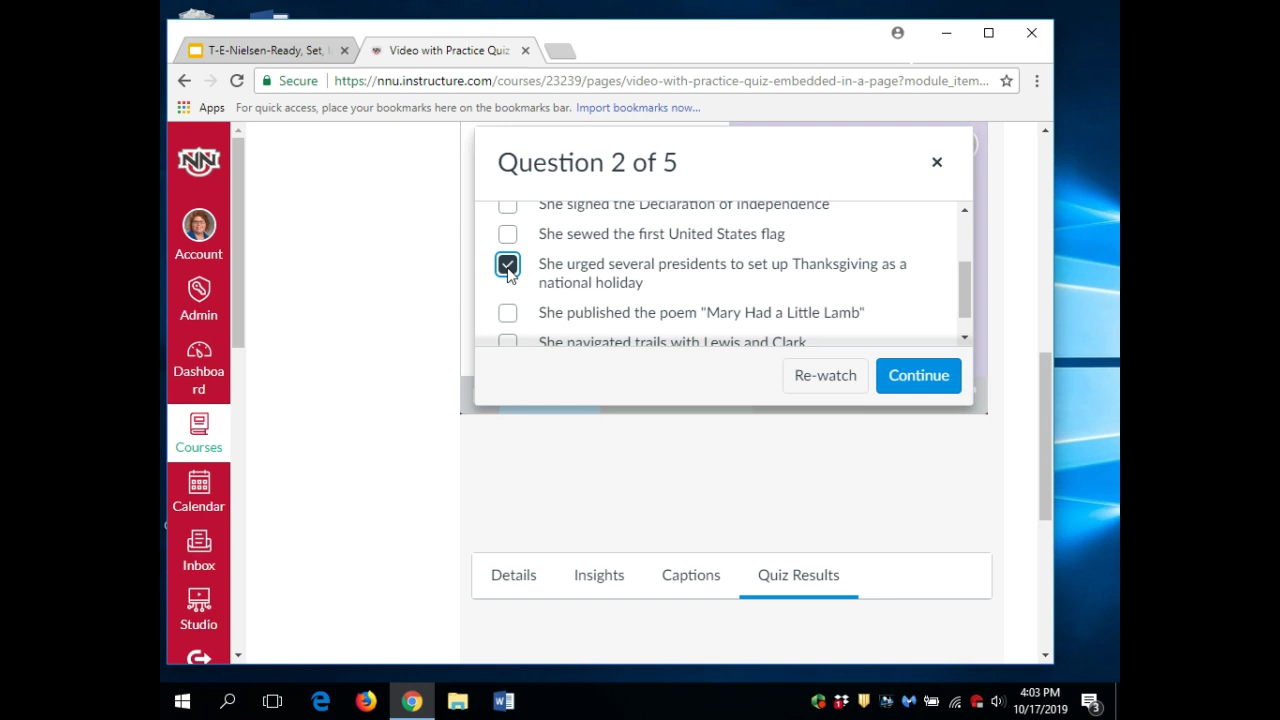 T-E-Nielsen-Ready, Set,
Video with Practice Quiz
Secure
https://nnu.instructure.com/courses/23239/pages/video-with-practice-quiz-embedded-in-a-page?module_item...
Apps
For quick access, place your bookmarks here on the bookmarks bar. Import bookmarks now...
NN
Account
Admin
Dashboa
rd
Courses
Calendar
Inbox
Studio
Question 2 of 5
She signed the Declaration of Independence
She sewed the first United States flag
She urged several presidents to set up Thanksgiving as a
national holiday
She published the poem "Mary Had a Little Lamb"
She navigated trails with Lewis and Clark
Re-watch
Continue
Details
Insights
Captions
Quiz Results
4:03 PM
10/17/2019
3